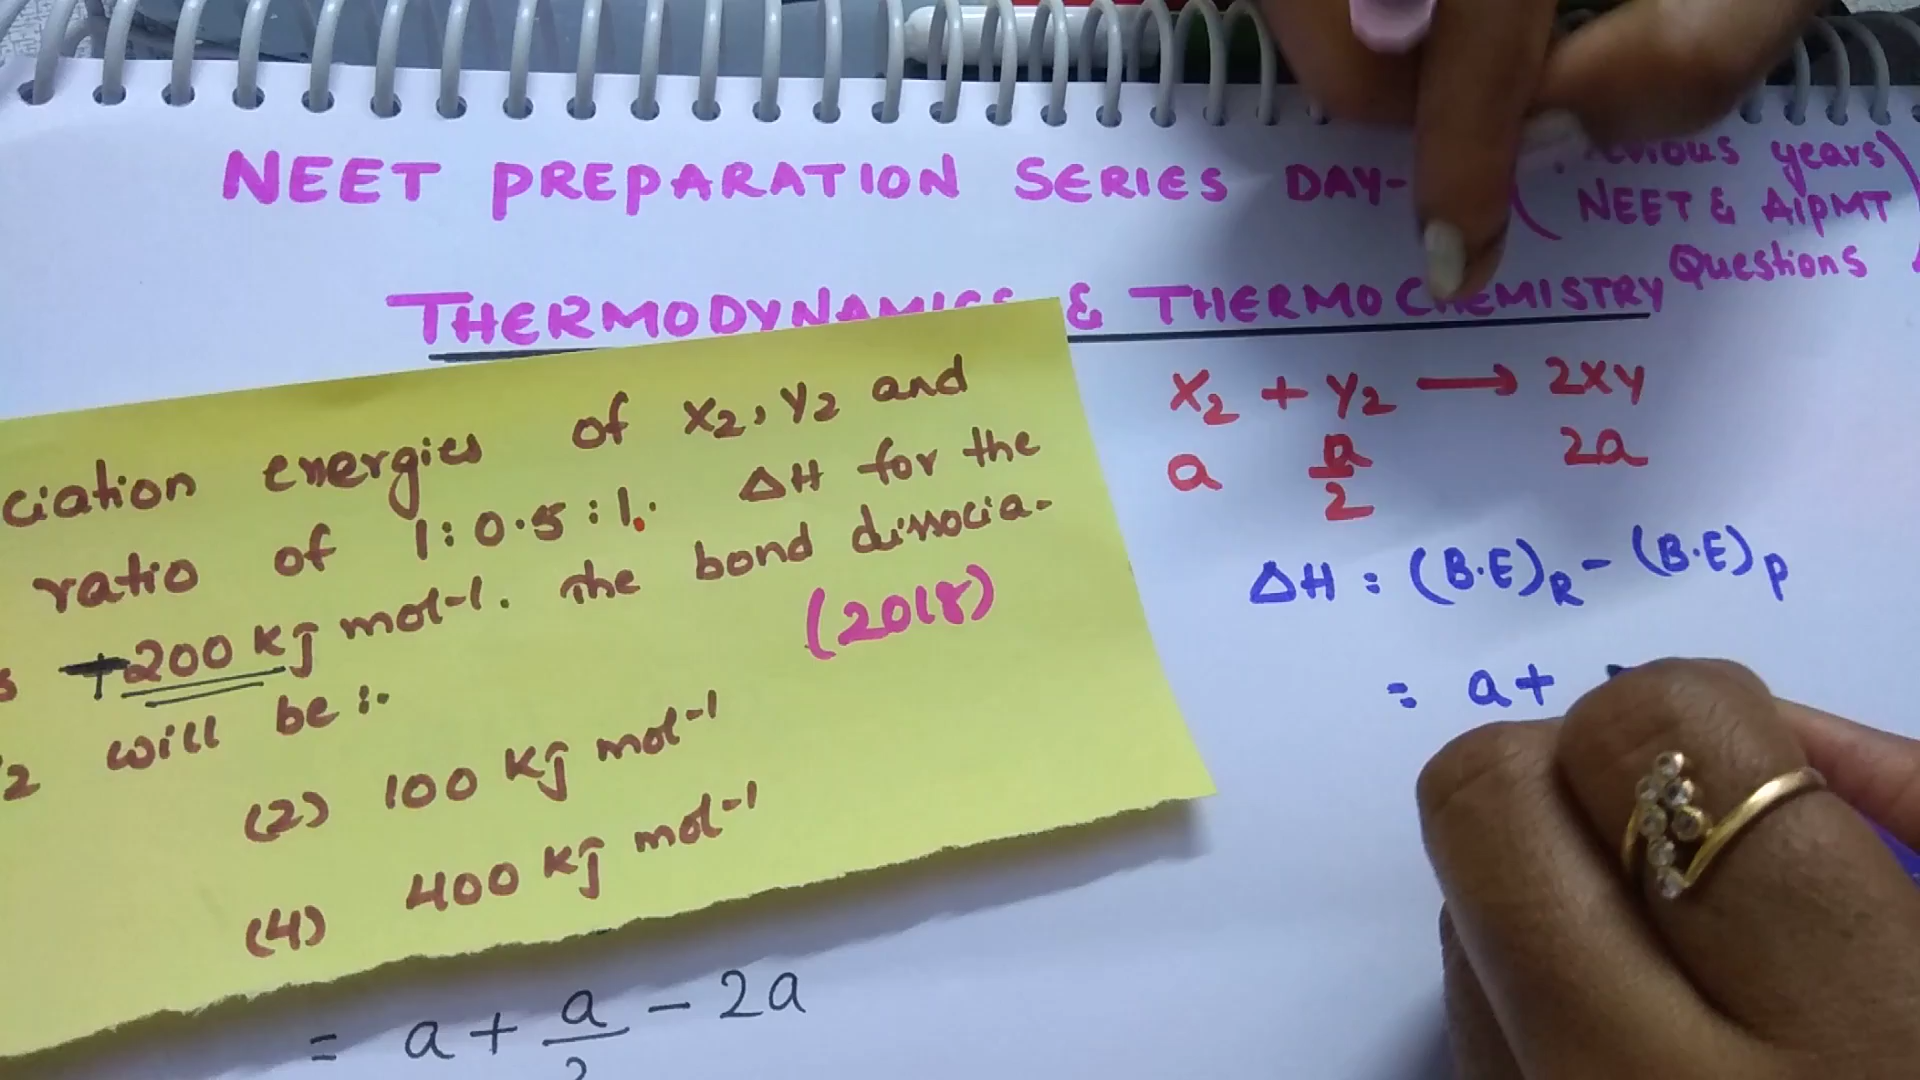 NEET PREPARATION SERIES DAY-
years)
(NEET & AIPMT
Questions
& THERMOCHEMISTRY
ciation energies of X2, Y2 and
ratio of 1:0.5:1. ΔH for the
200 KJ mol-1. The bond dissocia-
will be :-
(2018)
(2) 100 KJ mol-1
(4) 400 KJ mol-1
X2 + Y2 → 2XY
a a/2 2a
ΔH = (B.E)R - (B.E)P
= a+
= a + a/2 - 2a